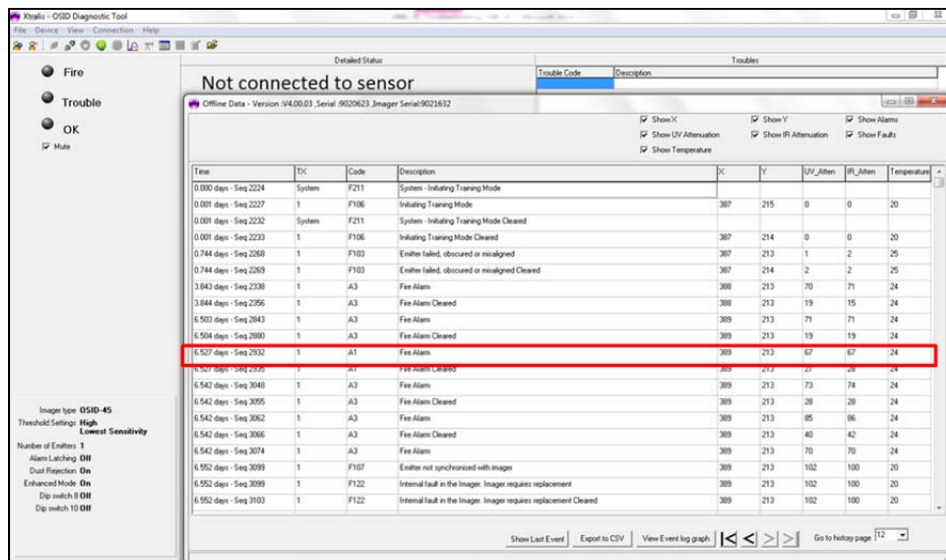 Xtralis - OSID Diagnostic Tool
File Device View Connection Help
Fire
Trouble
OK
Mute
Detailed Status
Not connected to sensor
Troubles
Trouble Code Description
Offline Data - Version :V4.00.03 ,Serial :9020623 ,Imager Serial:9021632
Show X Show Y Show Alarms
Show UV Attenuation Show IR Attenuation Show Faults
Show Temperature
Time TX Code Description X Y UV_Atten IR_Atten Temperature
0.000 days - Seq 2224 System F211 System - Initiating Training Mode
0.001 days - Seq 2227 1 F106 Initiating Training Mode 387 215 0 0 20
0.001 days - Seq 2232 System F211 System - Initiating Training Mode Cleared
0.001 days - Seq 2233 1 F106 Initiating Training Mode Cleared 387 214 0 0 20
0.744 days - Seq 2268 1 F103 Emitter failed, obscured or misaligned 387 213 1 2 25
0.744 days - Seq 2269 1 F103 Emitter failed, obscured or misaligned Cleared 387 214 2 2 25
3.843 days - Seq 2338 1 A3 Fire Alarm 388 213 70 71 24
3.844 days - Seq 2356 1 A3 Fire Alarm Cleared 388 213 19 15 24
6.503 days - Seq 2843 1 A3 Fire Alarm 389 213 71 71 24
6.504 days - Seq 2880 1 A3 Fire Alarm Cleared 389 213 19 19 24
6.527 days - Seq 2932 1 A1 Fire Alarm 389 213 67 67 24
6.527 days - Seq 2935 1 A1 Fire Alarm Cleared 389 213 27 28 24
6.542 days - Seq 3048 1 A3 Fire Alarm 389 213 73 74 24
6.542 days - Seq 3055 1 A3 Fire Alarm Cleared 389 213 28 28 24
6.542 days - Seq 3062 1 A3 Fire Alarm 389 213 85 86 24
6.542 days - Seq 3066 1 A3 Fire Alarm Cleared 389 213 40 42 24
6.542 days - Seq 3074 1 A3 Fire Alarm 389 213 70 70 24
6.552 days - Seq 3099 1 F107 Emitter not synchronised with imager 389 213 102 100 20
6.552 days - Seq 3099 1 F122 Internal fault in the Imager. Imager requires replacement 389 213 102 100 20
6.552 days - Seq 3103 1 F122 Internal fault in the Imager. Imager requires replacement Cleared 389 213 102 100 20
Show Last Event Export to CSV View Event log graph Go to history page 12
Imager type OSID-45
Threshold Settings High
Lowest Sensitivity
Number of Emitters 1
Alarm Latching Off
Dust Rejection On
Enhanced Mode On
Dip switch 8 Off
Dip switch 10 Off